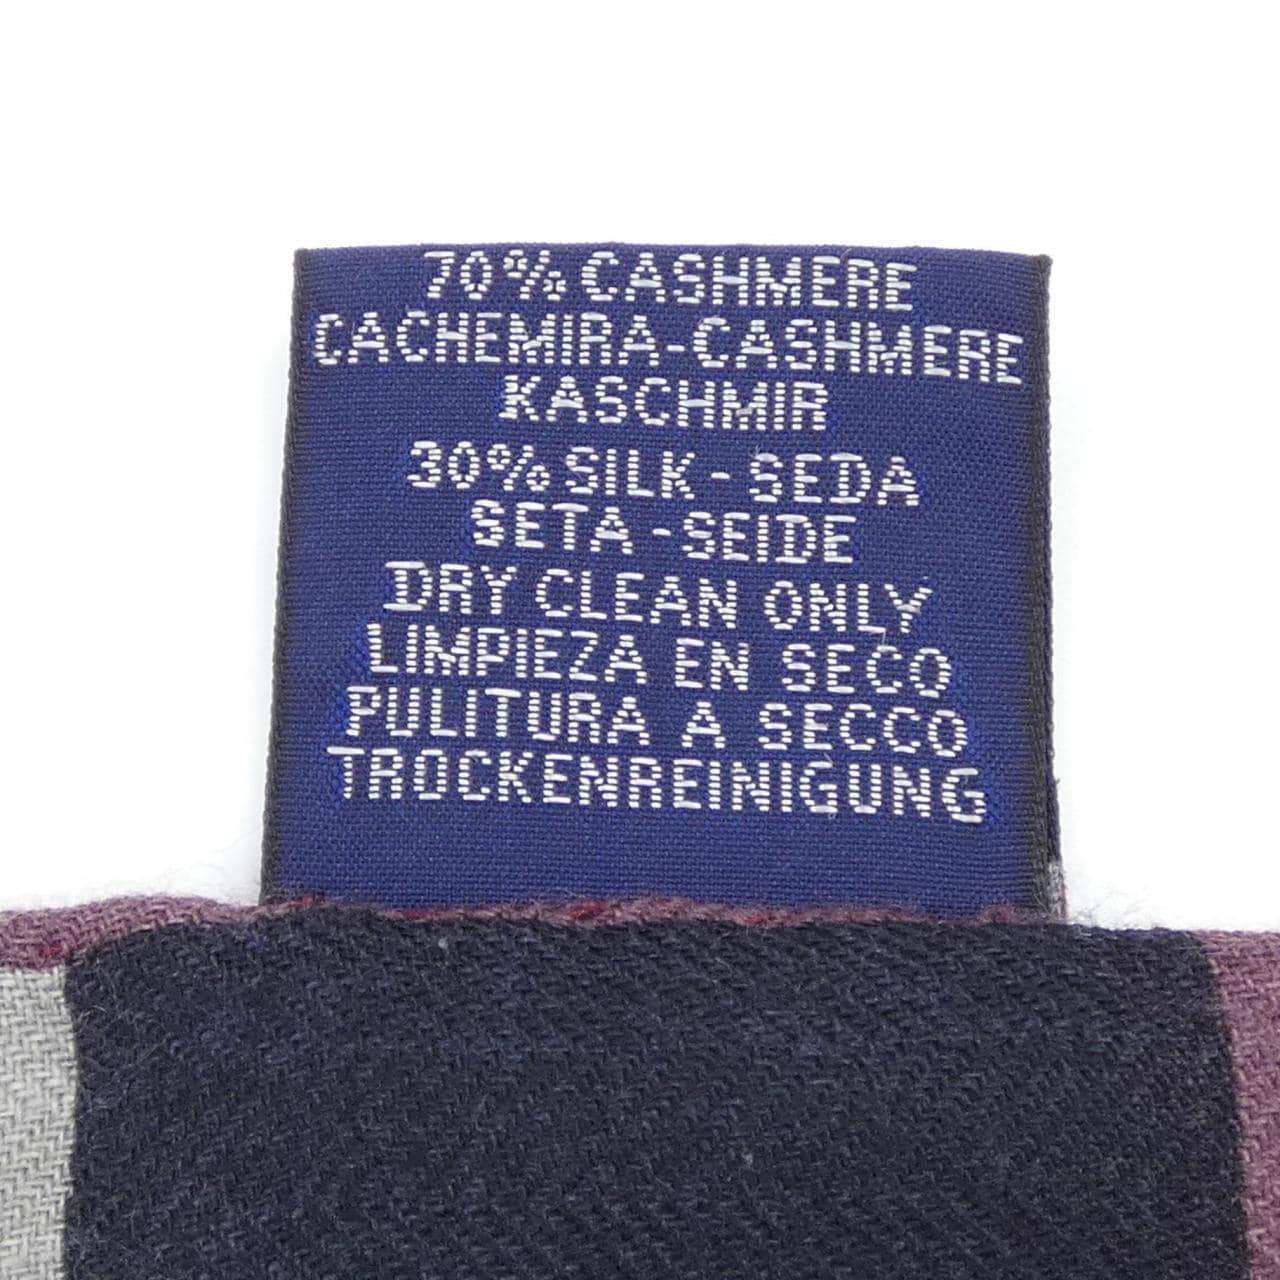 70% CASHMERE
CACHEMIRA-CASHMERE
KASCHMIR
30% SILK - SEDA
SETA - SEIDE
DRY CLEAN ONLY
LIMPIEZA EN SECO
PULITURA A SECCO
TROCKENREINIGUNG